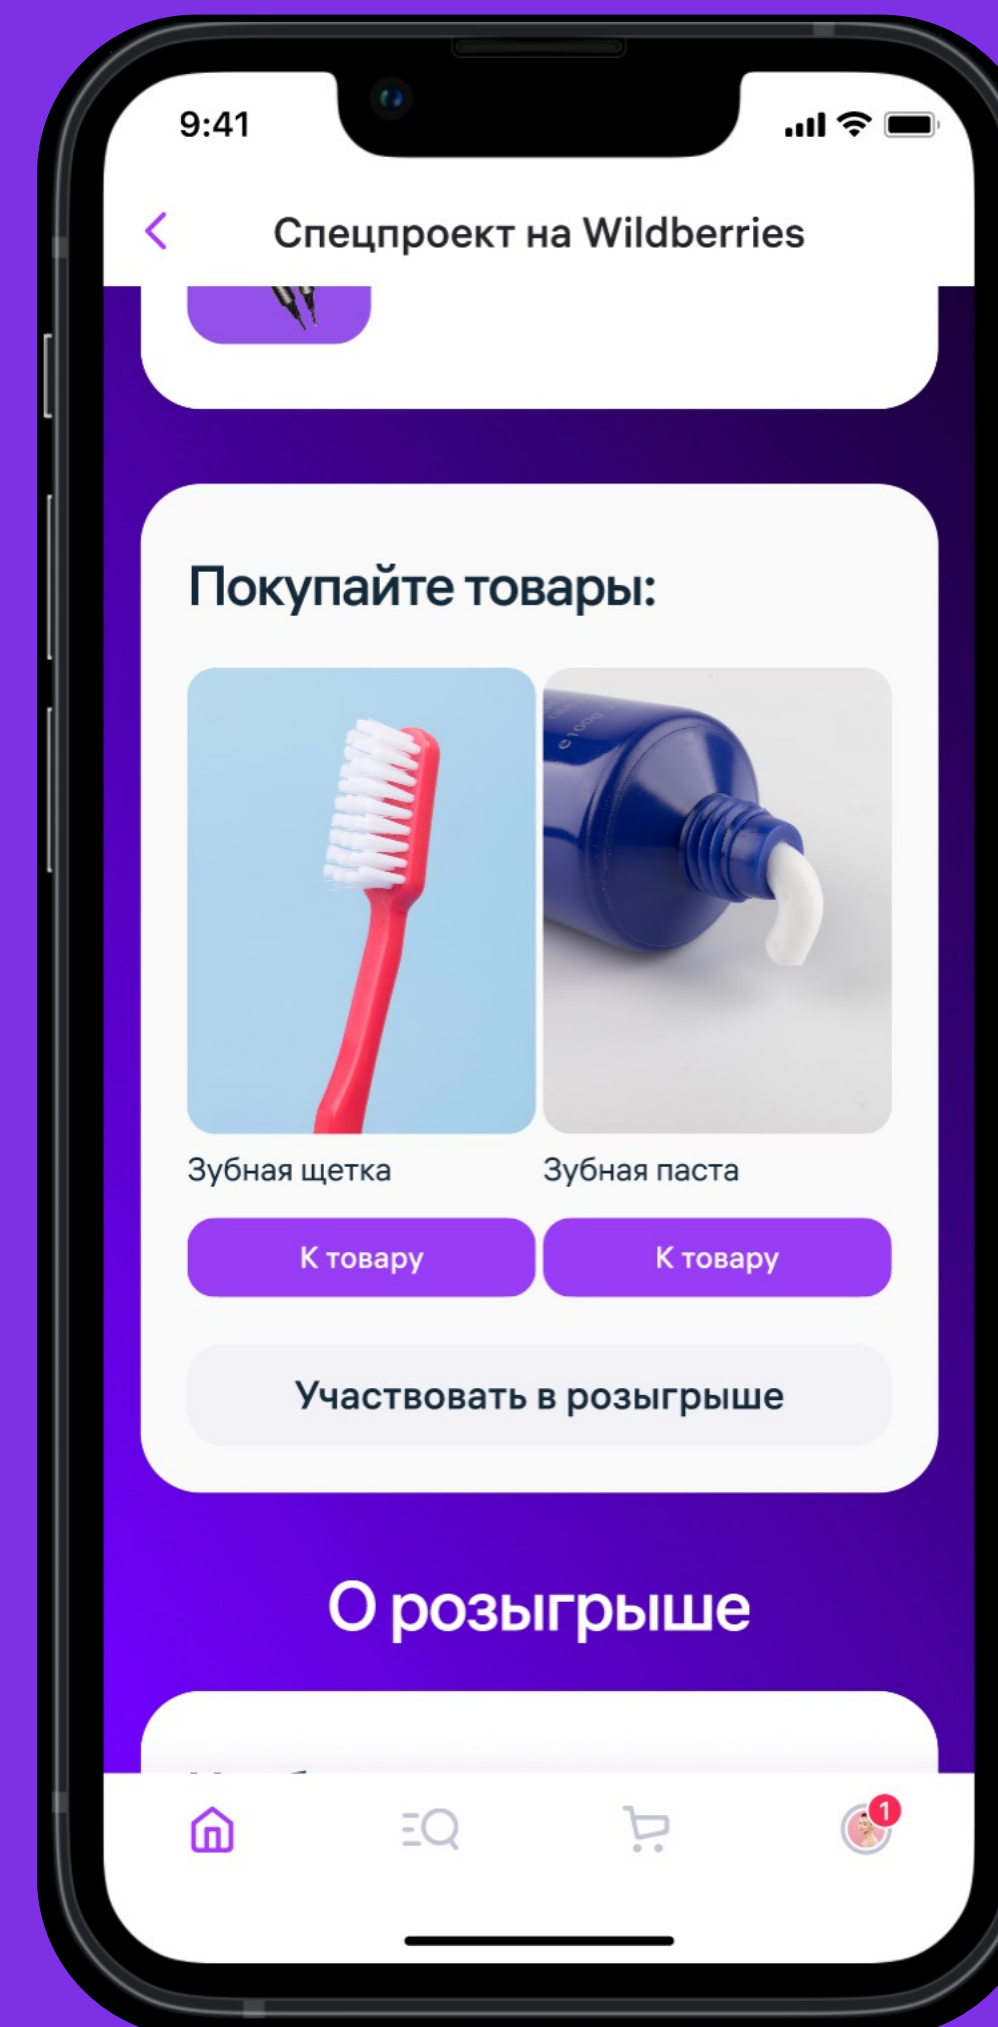 9:41
Спецпроект на Wildberries
Покупайте товары:
Зубная щетка
Зубная паста
К товару
К товару
Участвовать в розыгрыше
О розыгрыше
1